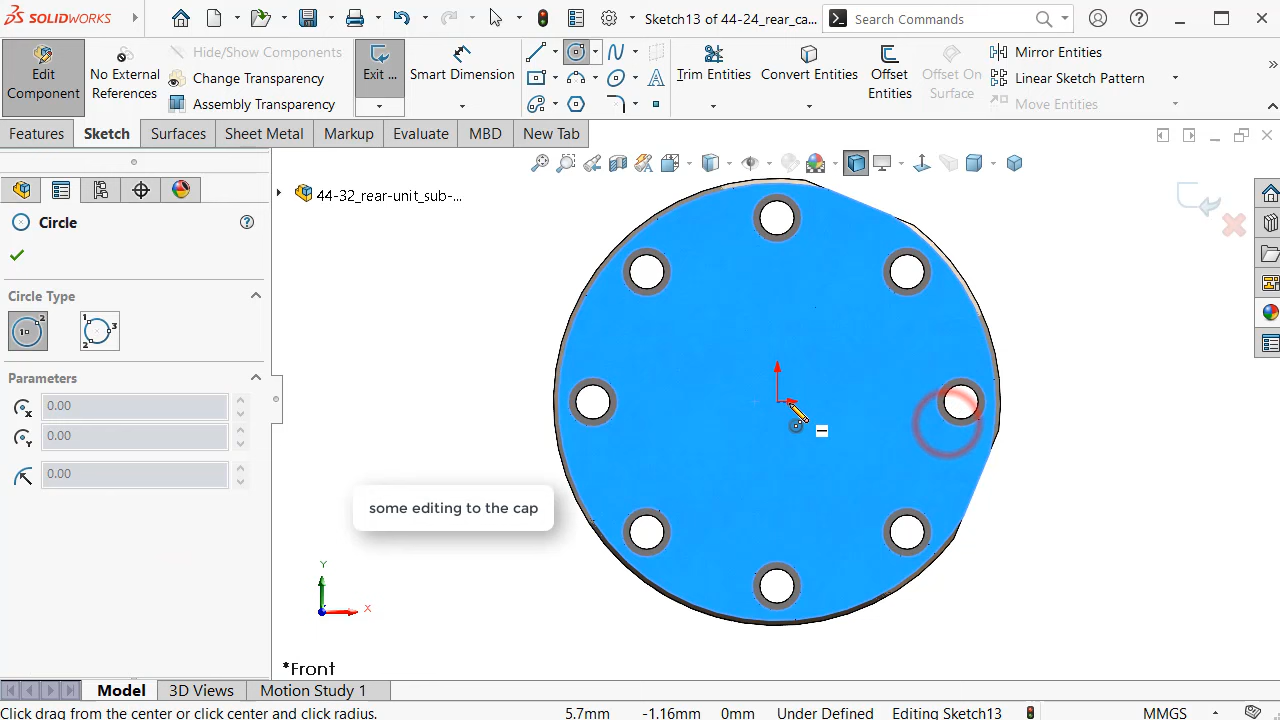 SOLIDWORKS
Sketch13 of 44-24_rear_ca...
Search Commands
Edit Component
No External References
Hide/Show Components
Change Transparency
Assembly Transparency
Exit ...
Smart Dimension
Trim Entities
Convert Entities
Offset Entities
Offset On Surface
Mirror Entities
Linear Sketch Pattern
Move Entities
Features
Sketch
Surfaces
Sheet Metal
Markup
Evaluate
MBD
New Tab
44-32_rear-unit_sub-...
Circle
Circle Type
Parameters
0.00
0.00
0.00
some editing to the cap
Y
X
*Front
Model
3D Views
Motion Study 1
Click drag from the center or click center and click radius.
5.7mm
-1.16mm
0mm
Under Defined
Editing Sketch13
MMGS